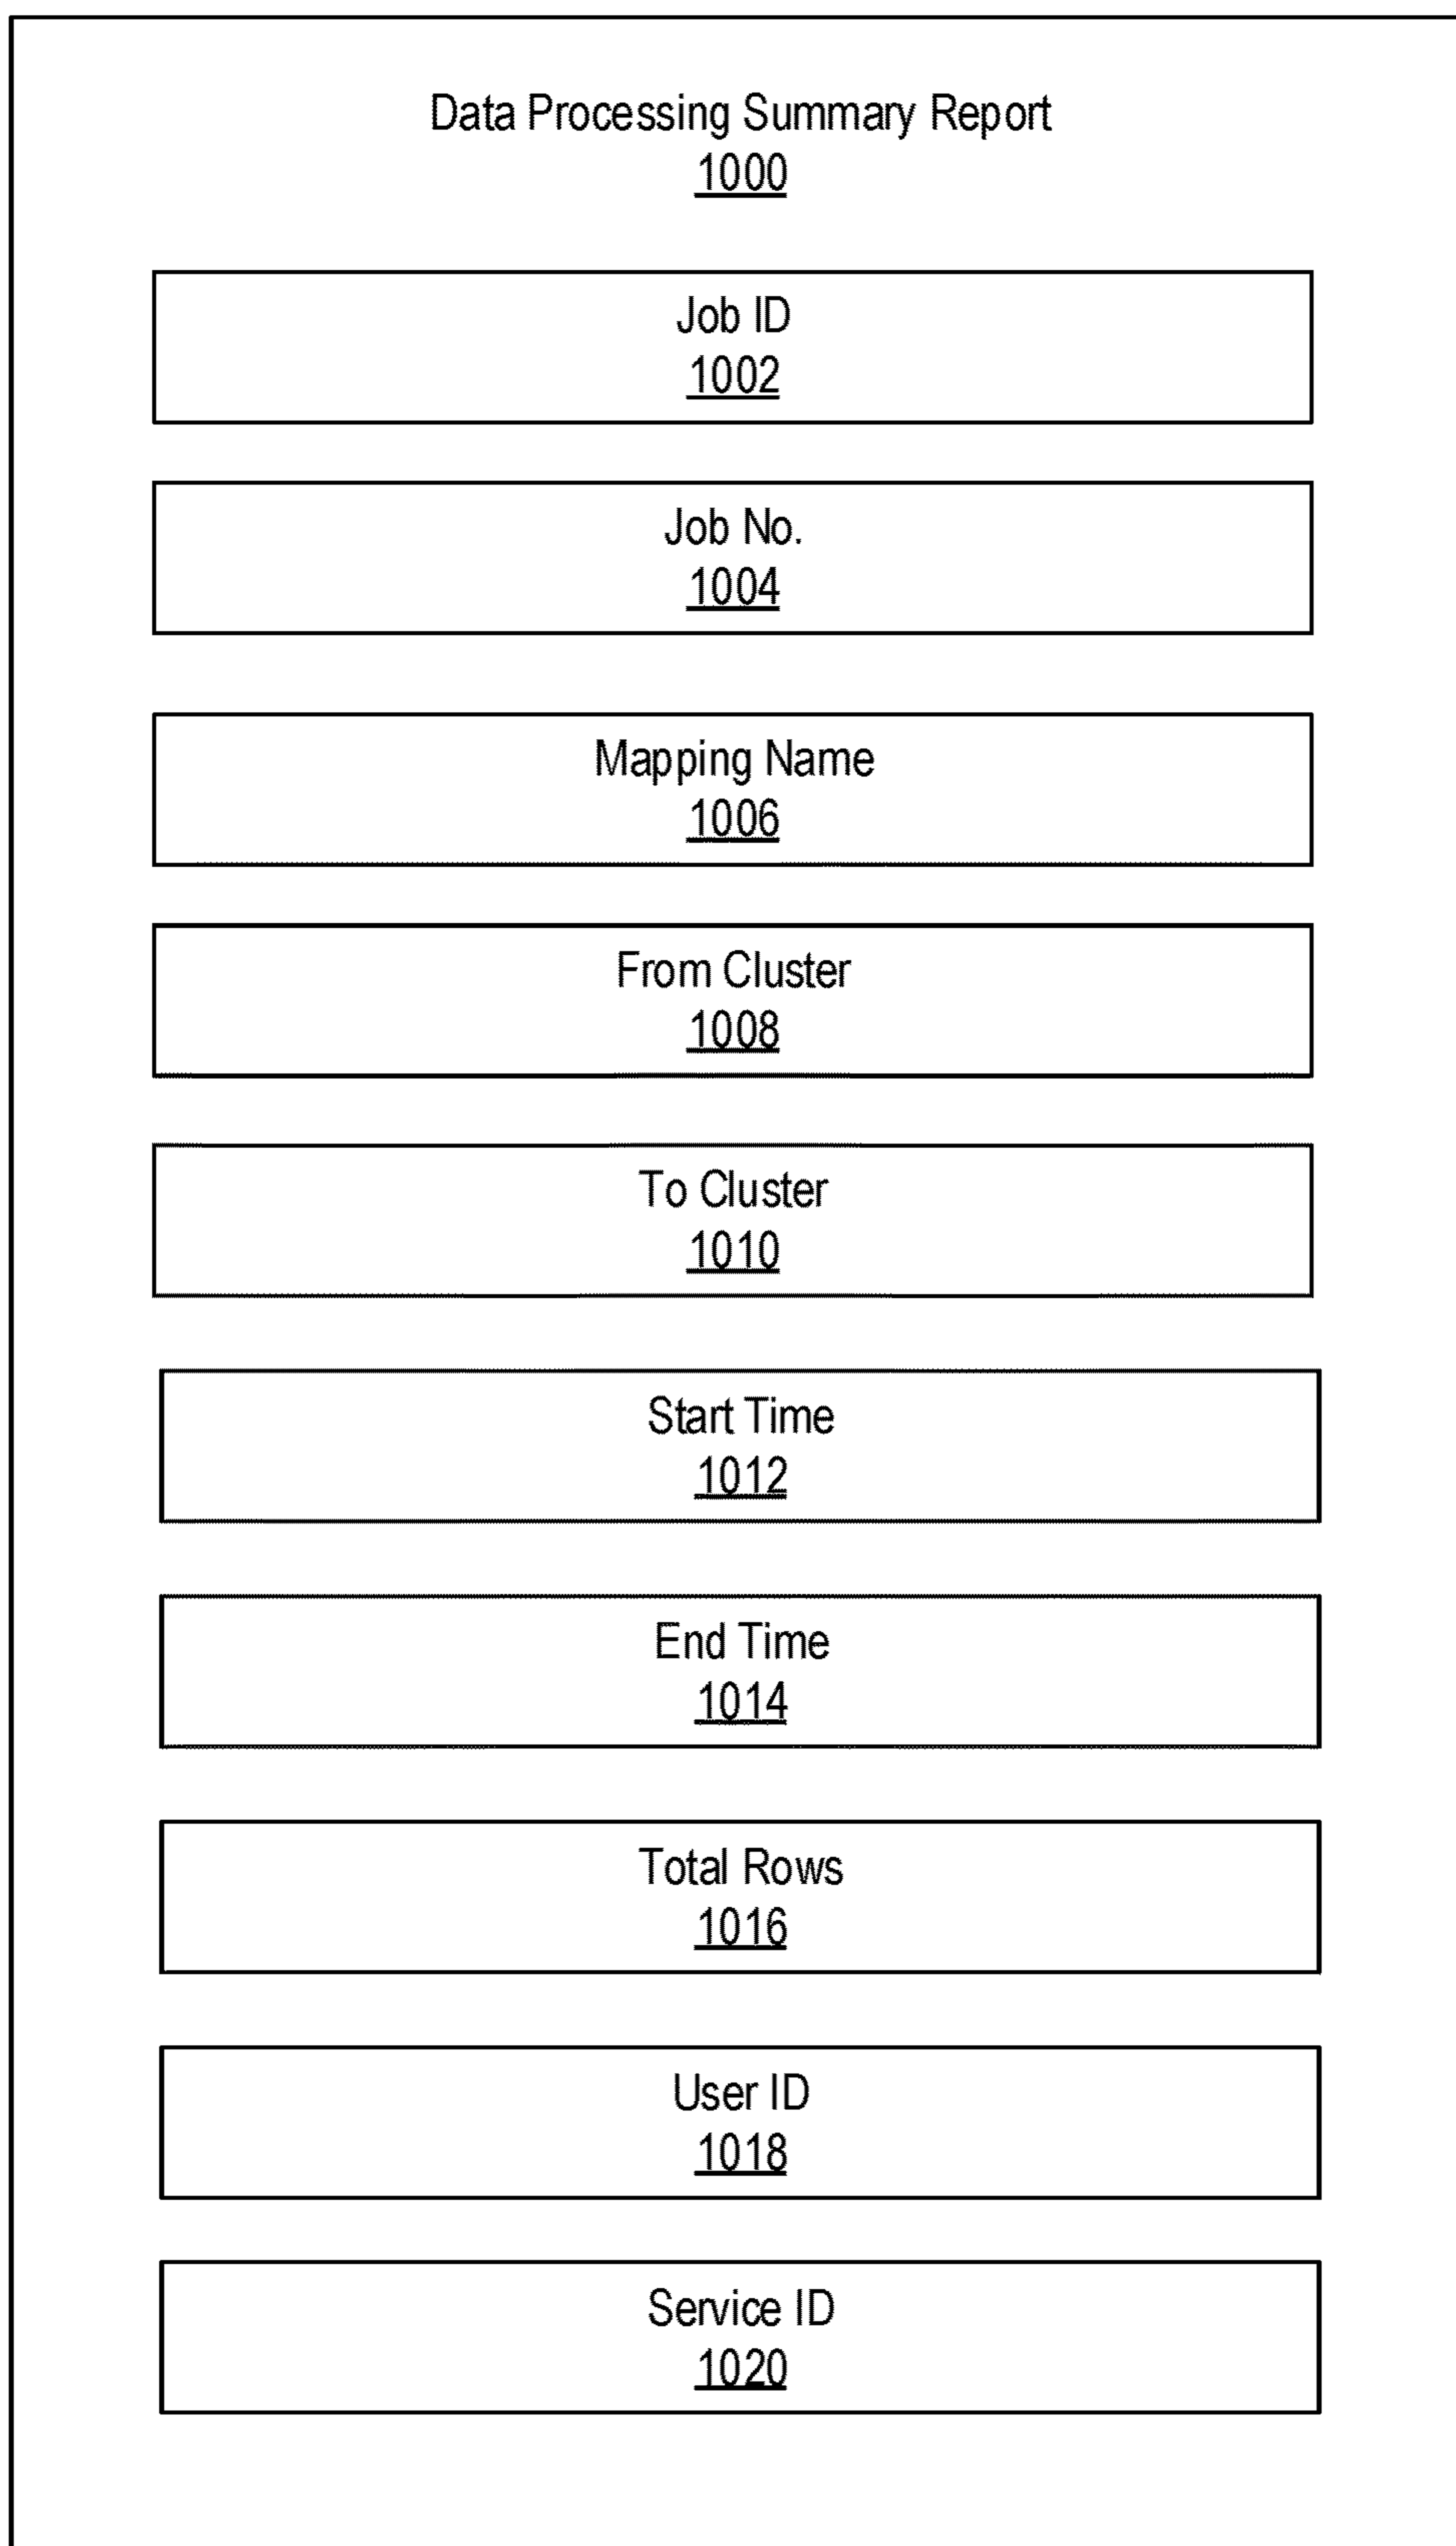 Data Processing Summary Report
1000
Job ID
1002
Job No.
1004
Mapping Name
1006
From Cluster
1008
To Cluster
1010
Start Time
1012
End Time
1014
Total Rows
1016
User ID
1018
Service ID
1020